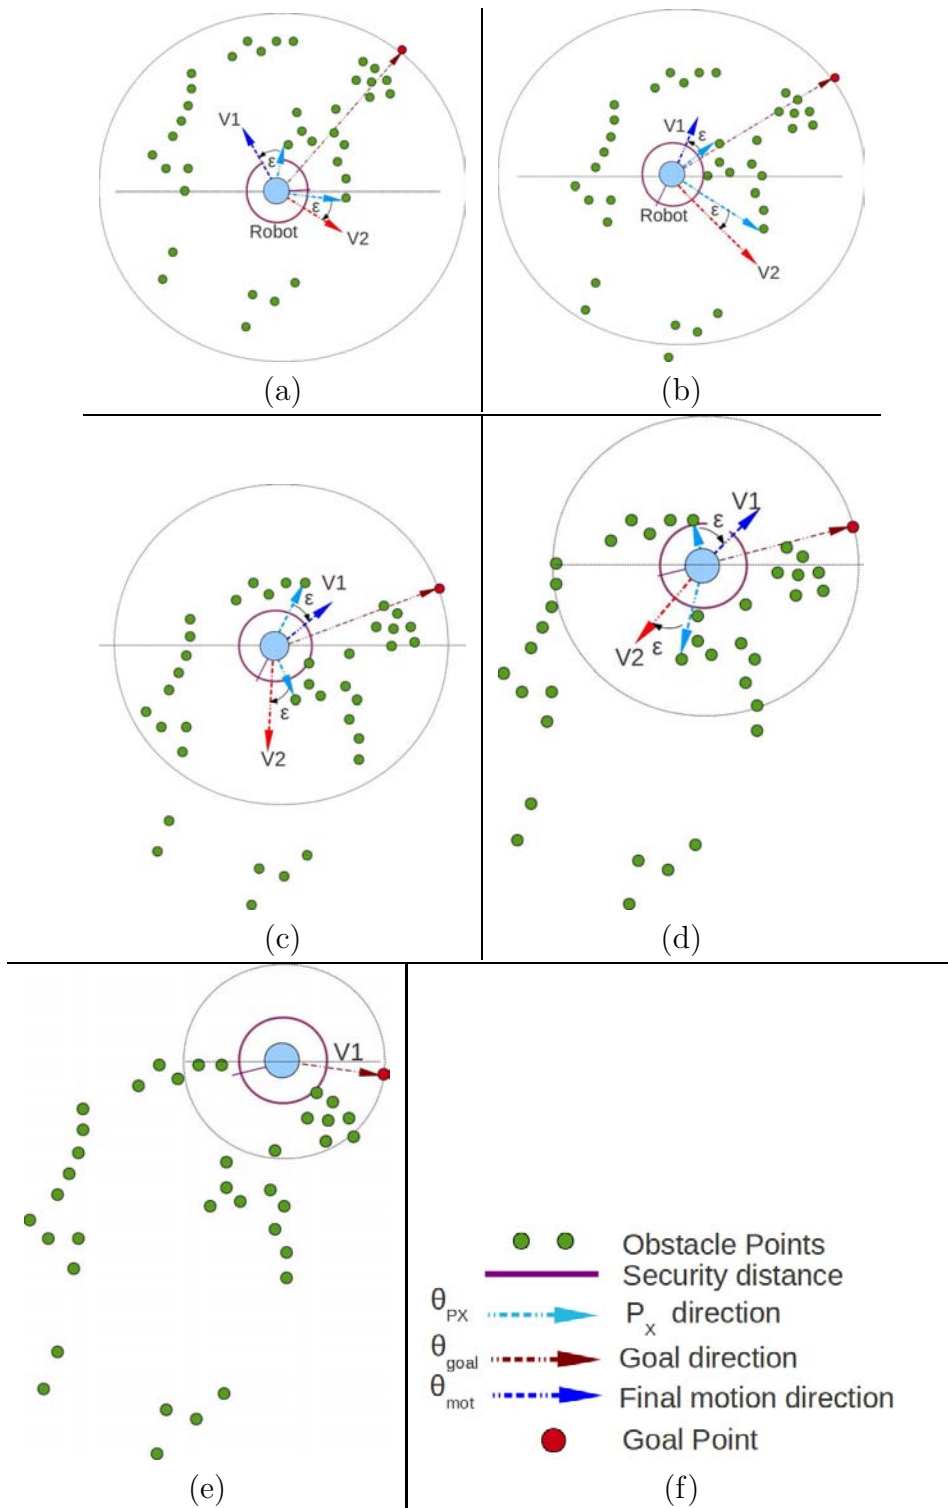 V1
ε
ε
Robot
V2
(a)
V1
ε
ε
Robot
V2
(b)
V1
ε
ε
V2
(c)
V1
ε
V2
ε
(d)
V1
(e)
Obstacle Points
Security distance
θPX PX direction
θgoal Goal direction
θmot Final motion direction
Goal Point
(f)